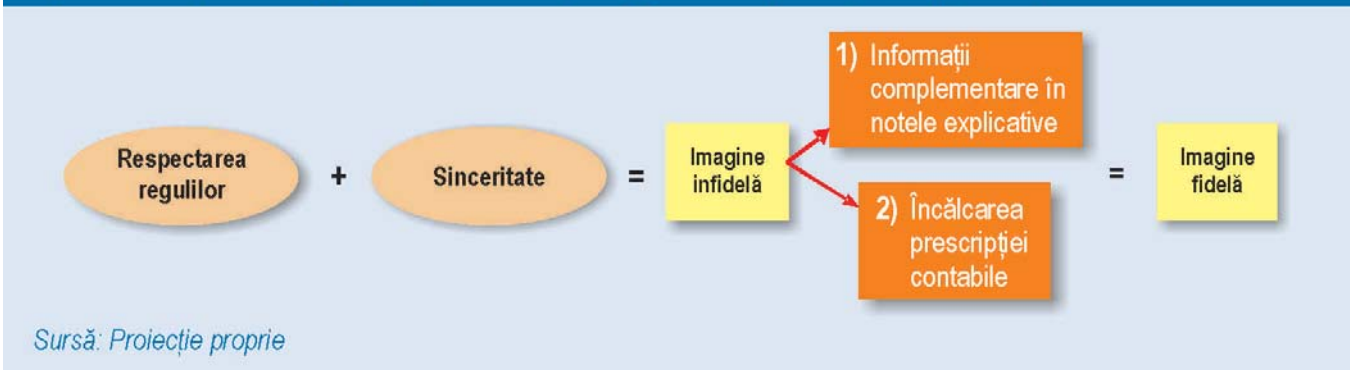 Respectarea
regulilor
+
Sinceritate
=
Imagine
infidelă
1) Informații
complementare în
notele explicative
2) Încălcarea
prescripției
contabile
=
Imagine
fidelă
Sursă: Proiecție proprie